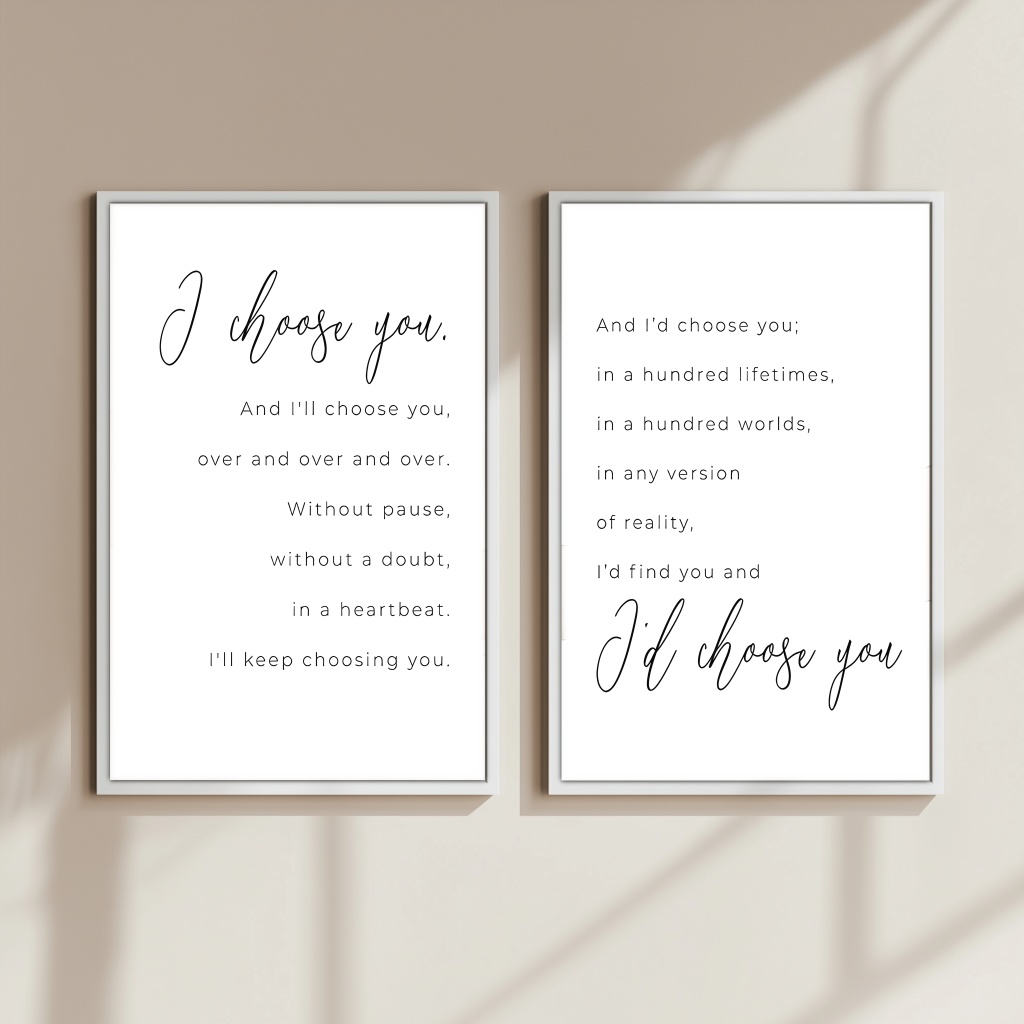 I choose you.
And I'll choose you,
over and over and over.
Without pause,
without a doubt,
in a heartbeat.
I'll keep choosing you.
And I’d choose you;
in a hundred lifetimes,
in a hundred worlds,
in any version
of reality,
I’d find you and
I'd choose you